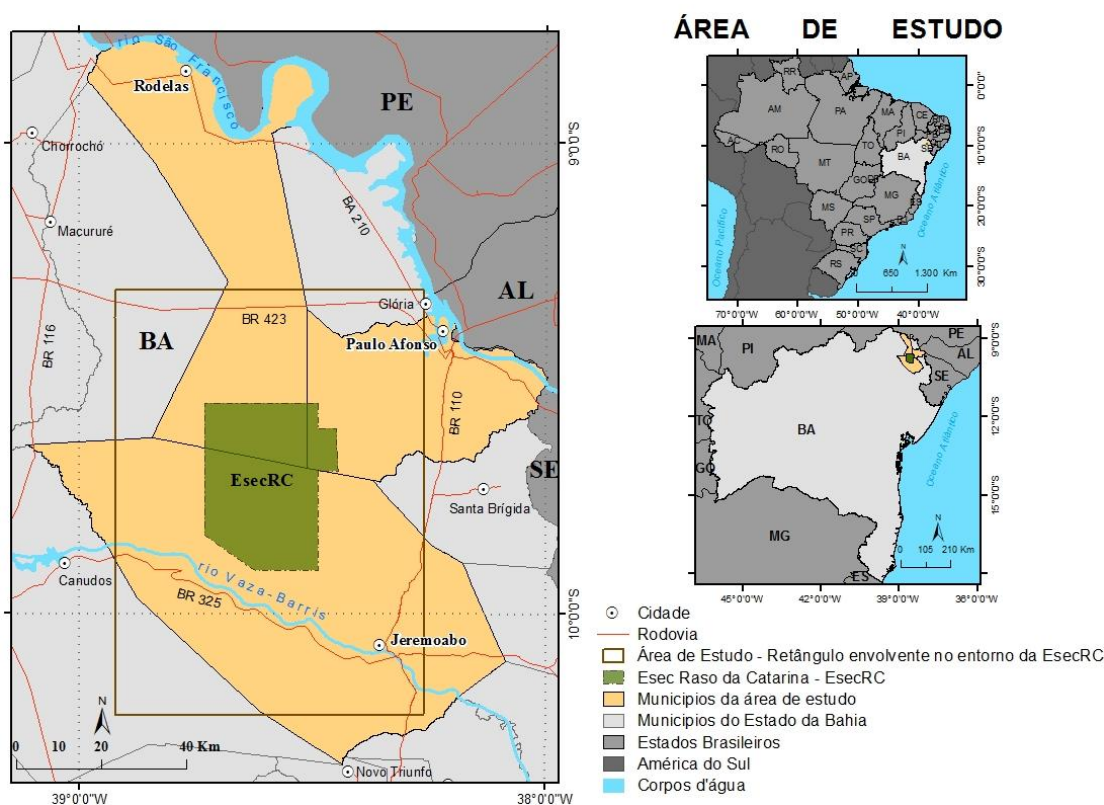 ÁREA DE ESTUDO
rio São Francisco
Rodelas
PE
Chorrochó
9°0'0"S
Macururé
BA 210
AL
Glória
BR 423
BA
Paulo Afonso
BR 116
BR 110
SE
EsecRC
Santa Brígida
Canudos
rio Vaza-Barris
BR 325
10°0'0"S
Jeremoabo
N
0 10 20 40 Km
Novo Triunfo
39°0'0"W 38°0'0"W
RR AP
0°0'0"
AM PA MA CE
PI
AC TO
10°0'0"S
RO BA SE
MT
GO
MG ES
20°0'0"S
MS SP
PR
SC
RS
30°0'0"S
Oceano Pacífico
Oceano Atlântico
N
650 1.300 Km
70°0'0"W 60°0'0"W 50°0'0"W 40°0'0"W
MA PI PE
AL
SE
9°0'0"S
TO BA
12°0'0"S
GO
15°0'0"S
MG
ES
Oceano Atlântico
N
0 105 210 Km
45°0'0"W 42°0'0"W 39°0'0"W 36°0'0"W
Cidade
Rodovia
Área de Estudo - Retângulo envolvente no entorno da EsecRC
Esec Raso da Catarina - EsecRC
Municipios da área de estudo
Municipios do Estado da Bahia
Estados Brasileiros
América do Sul
Corpos d'água